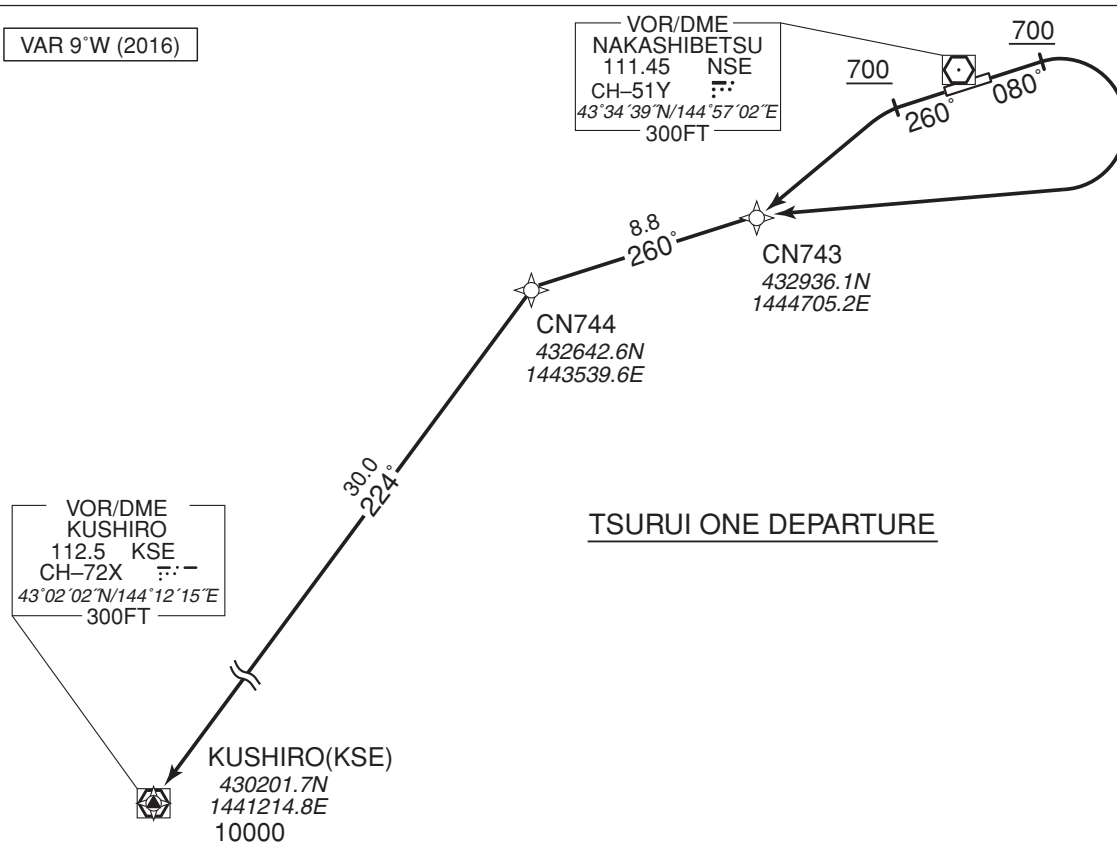 VAR 9°W (2016)
VOR/DME
NAKASHIBETSU
111.45 NSE
CH–51Y
43°34´39˝N/144°57´02˝E
300FT
700
700
260°
080°
8.8
260°
CN743
432936.1N
1444705.2E
CN744
432642.6N
1443539.6E
30.0
224°
TSURUI ONE DEPARTURE
VOR/DME
KUSHIRO
112.5 KSE
CH–72X
43°02´02˝N/144°12´15˝E
300FT
KUSHIRO(KSE)
430201.7N
1441214.8E
10000